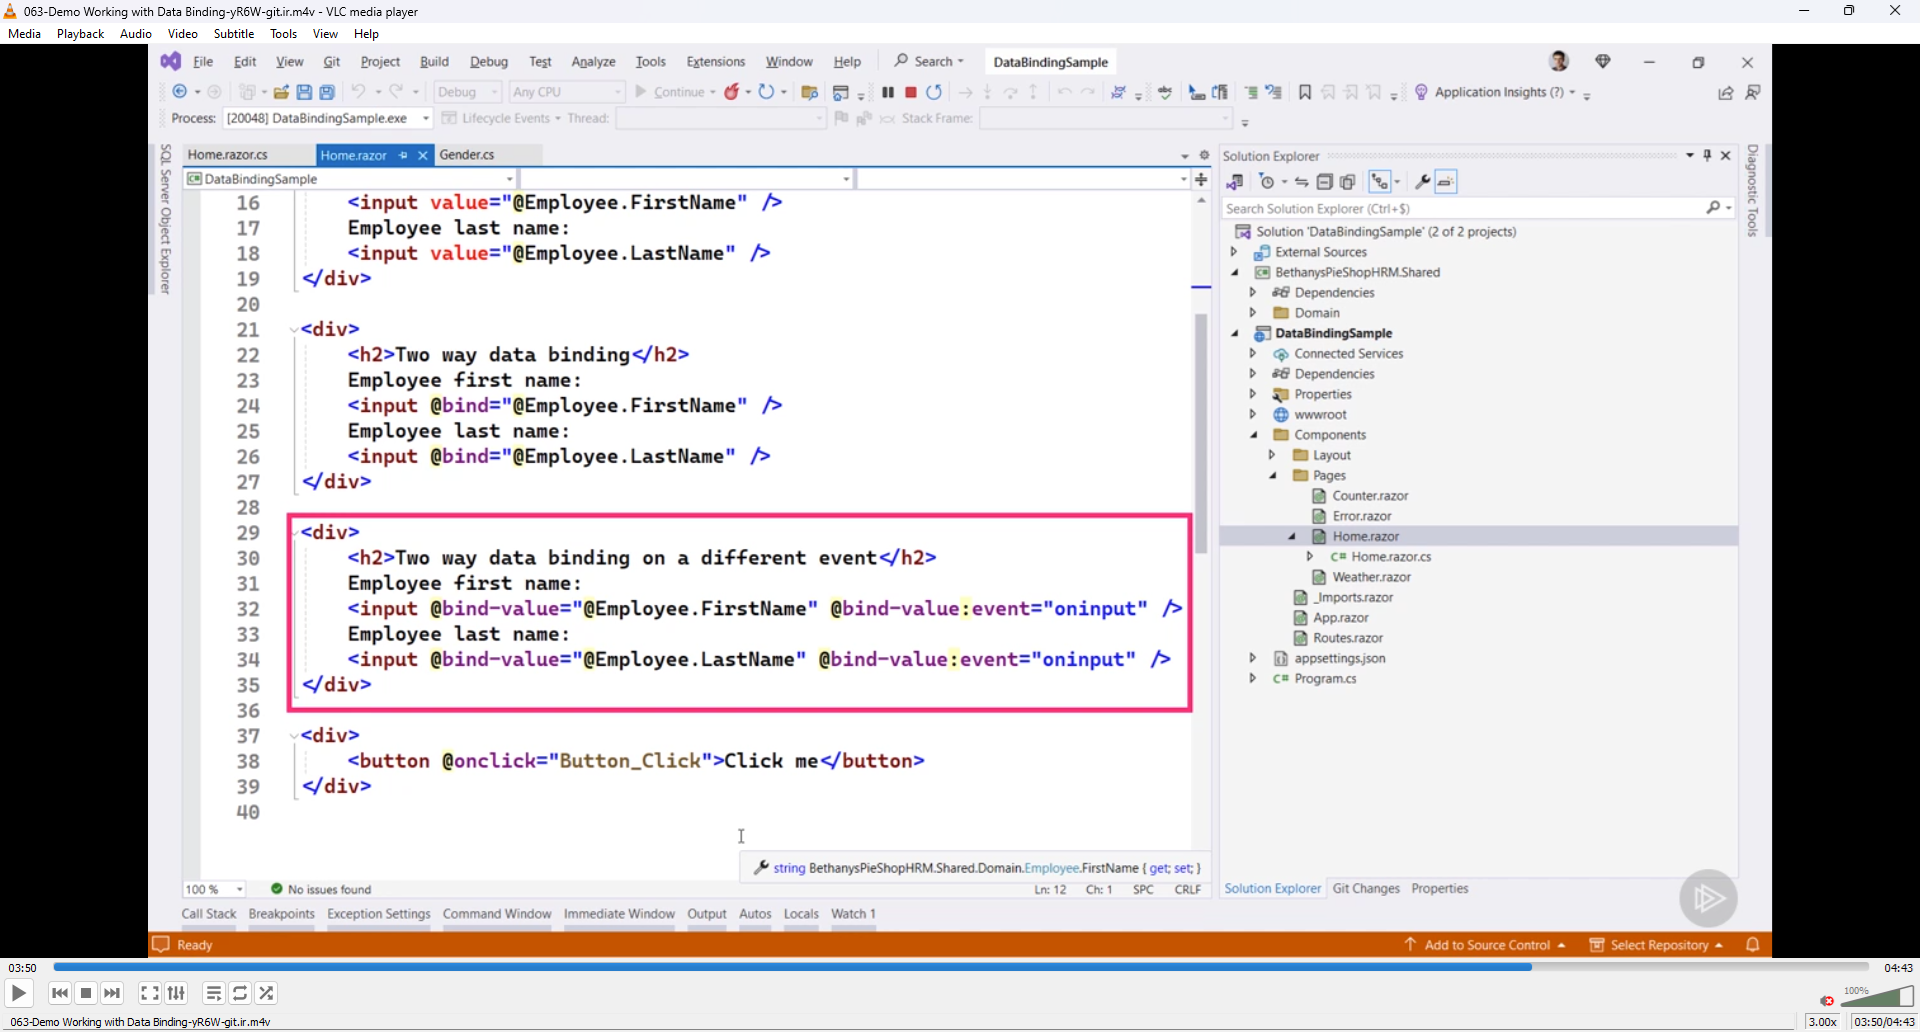 063-Demo Working with Data Binding-yR6W-git.ir.m4v - VLC media player
Media Playback Audio Video Subtitle Tools View Help
File Edit View Git Project Build Debug Test Analyze Tools Extensions Window Help Search DataBindingSample
Debug Any CPU Continue Application Insights (?)
Process: [20048] DataBindingSample.exe Lifecycle Events Thread: Stack Frame:
SQL Server Object Explorer
Home.razor.cs Home.razor Gender.cs
DataBindingSample
16 <input value="@Employee.FirstName" />
17 Employee last name:
18 <input value="@Employee.LastName" />
19 </div>
20
21 <div>
22 <h2>Two way data binding</h2>
23 Employee first name:
24 <input @bind="@Employee.FirstName" />
25 Employee last name:
26 <input @bind="@Employee.LastName" />
27 </div>
28
29 <div>
30 <h2>Two way data binding on a different event</h2>
31 Employee first name:
32 <input @bind-value="@Employee.FirstName" @bind-value:event="oninput" />
33 Employee last name:
34 <input @bind-value="@Employee.LastName" @bind-value:event="oninput" />
35 </div>
36
37 <div>
38 <button @onclick="Button_Click">Click me</button>
39 </div>
40
string BethanysPieShopHRM.Shared.Domain.Employee.FirstName { get; set; }
100 % No issues found Ln: 12 Ch: 1 SPC CRLF
Solution Explorer
Search Solution Explorer (Ctrl+$)
Solution 'DataBindingSample' (2 of 2 projects)
External Sources
BethanysPieShopHRM.Shared
Dependencies
Domain
DataBindingSample
Connected Services
Dependencies
Properties
wwwroot
Components
Layout
Pages
Counter.razor
Error.razor
Home.razor
C# Home.razor.cs
Weather.razor
_Imports.razor
App.razor
Routes.razor
appsettings.json
C# Program.cs
Solution Explorer Git Changes Properties
Diagnostic Tools
Call Stack Breakpoints Exception Settings Command Window Immediate Window Output Autos Locals Watch 1
Ready Add to Source Control Select Repository
03:50 04:43
100%
063-Demo Working with Data Binding-yR6W-git.ir.m4v 3.00x 03:50/04:43